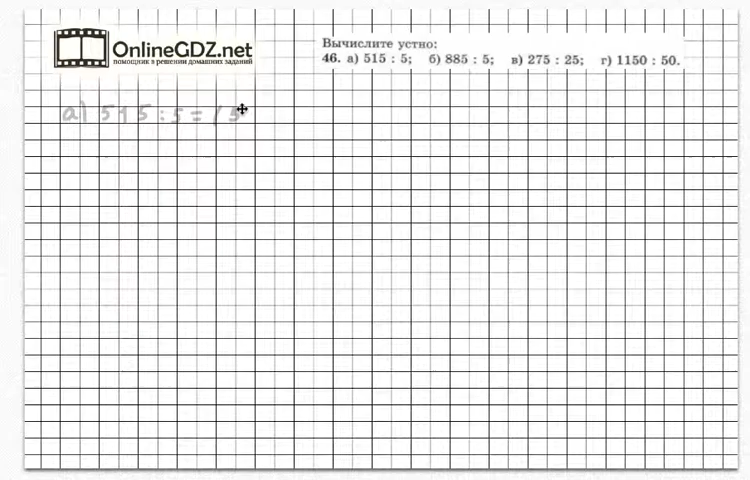 OnlineGDZ.net
помощник в решении домашних заданий
Вычислите устно:
46. а) 515 : 5; б) 885 : 5; в) 275 : 25; г) 1150 : 50.
а) 515 : 5 = (5